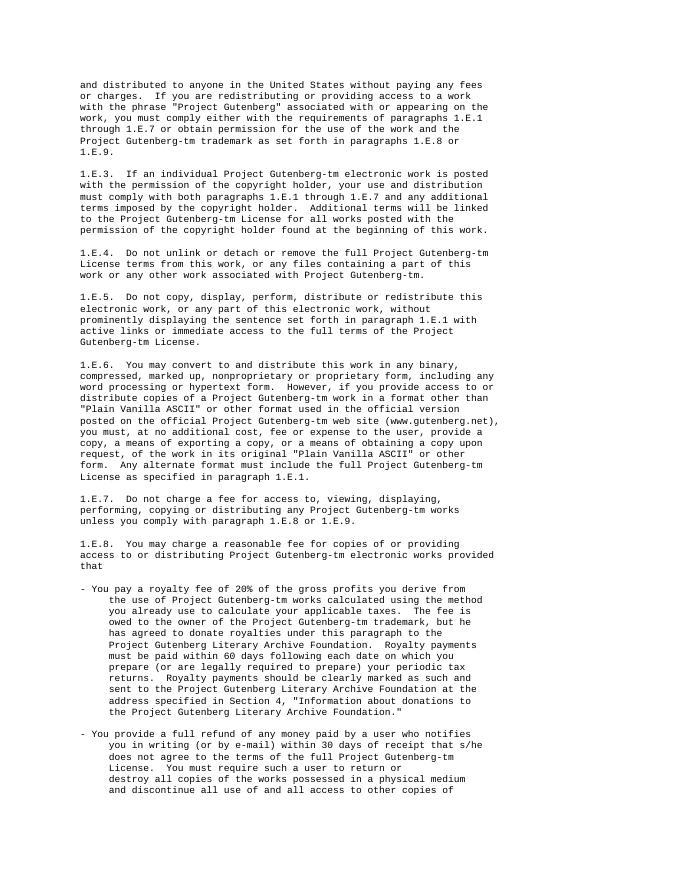 and distributed to anyone in the United States without paying any fees
or charges.  If you are redistributing or providing access to a work
with the phrase "Project Gutenberg" associated with or appearing on the
work, you must comply either with the requirements of paragraphs 1.E.1
through 1.E.7 or obtain permission for the use of the work and the
Project Gutenberg-tm trademark as set forth in paragraphs 1.E.8 or
1.E.9.

1.E.3.  If an individual Project Gutenberg-tm electronic work is posted
with the permission of the copyright holder, your use and distribution
must comply with both paragraphs 1.E.1 through 1.E.7 and any additional
terms imposed by the copyright holder.  Additional terms will be linked
to the Project Gutenberg-tm License for all works posted with the
permission of the copyright holder found at the beginning of this work.

1.E.4.  Do not unlink or detach or remove the full Project Gutenberg-tm
License terms from this work, or any files containing a part of this
work or any other work associated with Project Gutenberg-tm.

1.E.5.  Do not copy, display, perform, distribute or redistribute this
electronic work, or any part of this electronic work, without
prominently displaying the sentence set forth in paragraph 1.E.1 with
active links or immediate access to the full terms of the Project
Gutenberg-tm License.

1.E.6.  You may convert to and distribute this work in any binary,
compressed, marked up, nonproprietary or proprietary form, including any
word processing or hypertext form.  However, if you provide access to or
distribute copies of a Project Gutenberg-tm work in a format other than
"Plain Vanilla ASCII" or other format used in the official version
posted on the official Project Gutenberg-tm web site (www.gutenberg.net),
you must, at no additional cost, fee or expense to the user, provide a
copy, a means of exporting a copy, or a means of obtaining a copy upon
request, of the work in its original "Plain Vanilla ASCII" or other
form.  Any alternate format must include the full Project Gutenberg-tm
License as specified in paragraph 1.E.1.

1.E.7.  Do not charge a fee for access to, viewing, displaying,
performing, copying or distributing any Project Gutenberg-tm works
unless you comply with paragraph 1.E.8 or 1.E.9.

1.E.8.  You may charge a reasonable fee for copies of or providing
access to or distributing Project Gutenberg-tm electronic works provided
that

- You pay a royalty fee of 20% of the gross profits you derive from
     the use of Project Gutenberg-tm works calculated using the method
     you already use to calculate your applicable taxes.  The fee is
     owed to the owner of the Project Gutenberg-tm trademark, but he
     has agreed to donate royalties under this paragraph to the
     Project Gutenberg Literary Archive Foundation.  Royalty payments
     must be paid within 60 days following each date on which you
     prepare (or are legally required to prepare) your periodic tax
     returns.  Royalty payments should be clearly marked as such and
     sent to the Project Gutenberg Literary Archive Foundation at the
     address specified in Section 4, "Information about donations to
     the Project Gutenberg Literary Archive Foundation."

- You provide a full refund of any money paid by a user who notifies
     you in writing (or by e-mail) within 30 days of receipt that s/he
     does not agree to the terms of the full Project Gutenberg-tm
     License.  You must require such a user to return or
     destroy all copies of the works possessed in a physical medium
     and discontinue all use of and all access to other copies of